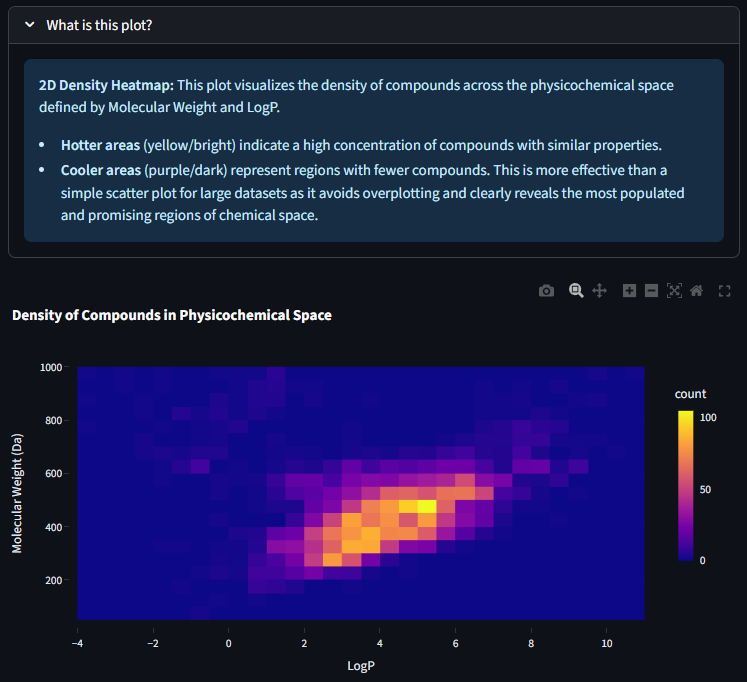 What is this plot?
2D Density Heatmap: This plot visualizes the density of compounds across the physicochemical space
defined by Molecular Weight and LogP.
• Hotter areas (yellow/bright) indicate a high concentration of compounds with similar properties.
• Cooler areas (purple/dark) represent regions with fewer compounds. This is more effective than a
simple scatter plot for large datasets as it avoids overplotting and clearly reveals the most populated
and promising regions of chemical space.
Density of Compounds in Physicochemical Space
1000
800
600
400
200
Molecular Weight (Da)
−4 −2 0 2 4 6 8 10
LogP
count
100
50
0